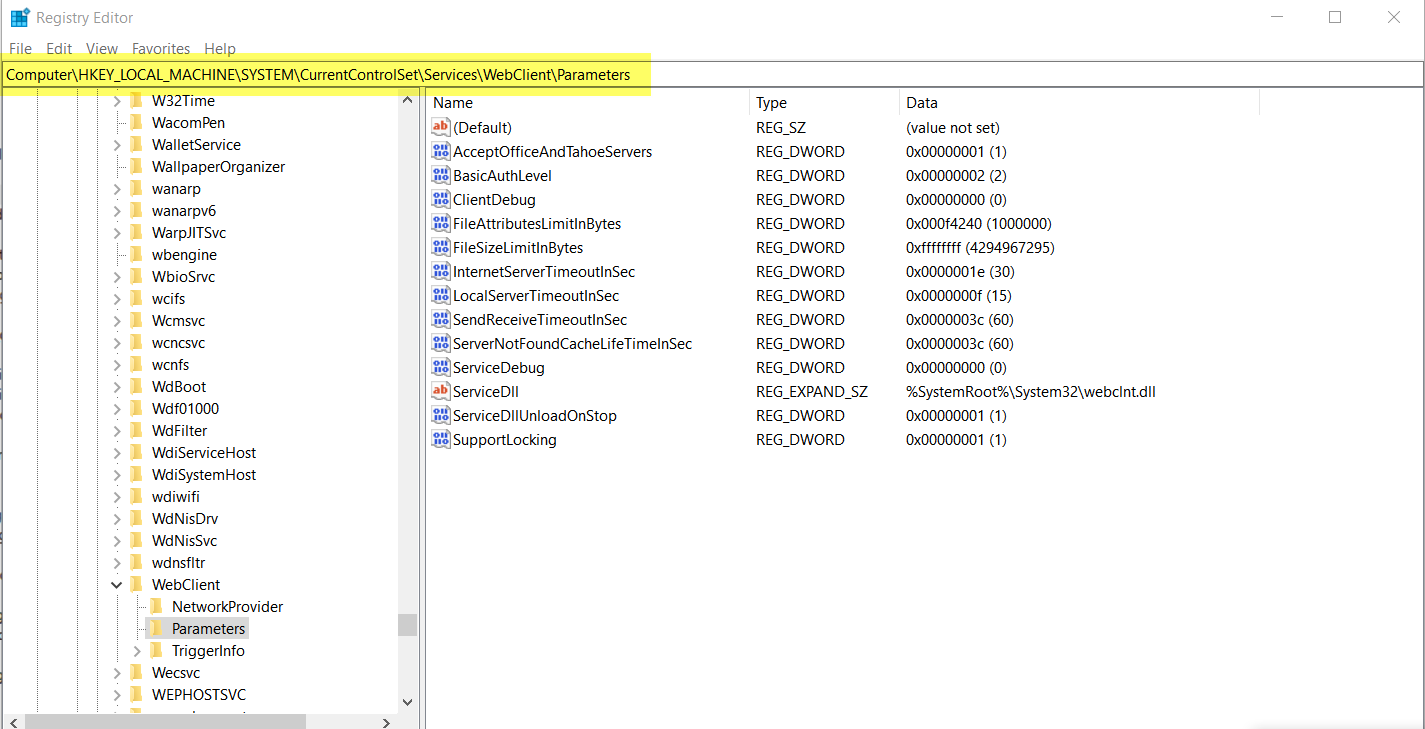 Registry Editor
File Edit View Favorites Help
Computer\HKEY_LOCAL_MACHINE\SYSTEM\CurrentControlSet\Services\WebClient\Parameters
W32Time
WacomPen
WalletService
WallpaperOrganizer
wanarp
wanarpv6
WarpJITSvc
wbengine
WbioSrvc
wcifs
Wcmsvc
wcncsvc
wcnfs
WdBoot
Wdf01000
WdFilter
WdiServiceHost
WdiSystemHost
wdiwifi
WdNisDrv
WdNisSvc
wdnsfltr
WebClient
NetworkProvider
Parameters
TriggerInfo
Wecsvc
WEPHOSTSVC
Name Type Data
(Default) REG_SZ (value not set)
AcceptOfficeAndTahoeServers REG_DWORD 0x00000001 (1)
BasicAuthLevel REG_DWORD 0x00000002 (2)
ClientDebug REG_DWORD 0x00000000 (0)
FileAttributesLimitInBytes REG_DWORD 0x000f4240 (1000000)
FileSizeLimitInBytes REG_DWORD 0xffffffff (4294967295)
InternetServerTimeoutInSec REG_DWORD 0x0000001e (30)
LocalServerTimeoutInSec REG_DWORD 0x0000000f (15)
SendReceiveTimeoutInSec REG_DWORD 0x0000003c (60)
ServerNotFoundCacheLifeTimeInSec REG_DWORD 0x0000003c (60)
ServiceDebug REG_DWORD 0x00000000 (0)
ServiceDll REG_EXPAND_SZ %SystemRoot%\System32\webclnt.dll
ServiceDllUnloadOnStop REG_DWORD 0x00000001 (1)
SupportLocking REG_DWORD 0x00000001 (1)